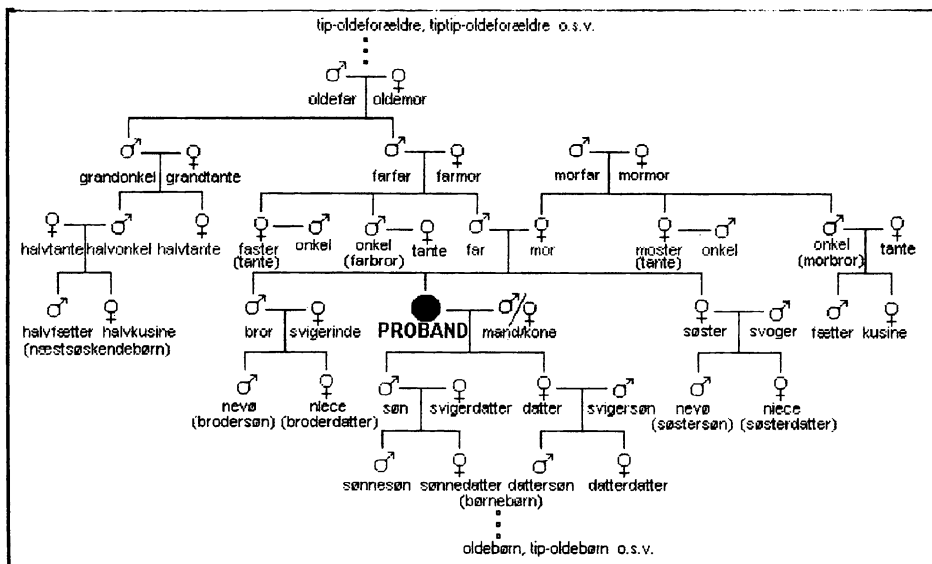 tip-oldeforældre, tiptip-oldeforældre o.s.v.
oldefar oldemor
grandonkel grandtante farfar farmor morfar mormor
halvtante halvonkel halvtante faster onkel onkel tante far mor moster onkel onkel tante
(tante) (farbror) (tante) (morbror)
halvfætter halvkusine bror svigerinde PROBAND mand/kone søster svoger fætter kusine
(næstsøskendebørn)
nevø niece søn svigerdatter datter svigersøn nevø niece
(brodersøn) (broderdatter) (søstersøn) (søsterdatter)
sønnesøn sønnedatter dattersøn datterdatter
(børnebørn)
oldebørn, tip-oldebørn o.s.v.